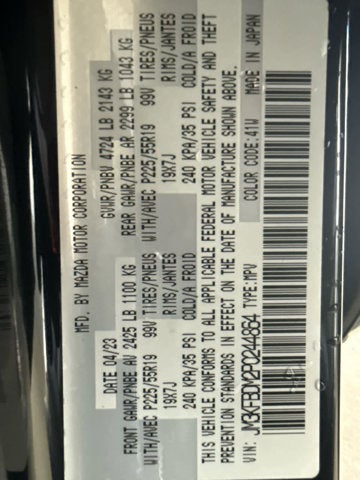 MFD. BY MAZDA MOTOR CORPORATION
DATE 04/23 GVWR/PNBV 4724 LB 2143 KG
FRONT GAWR/PNBE AV 2425 LB 1100 KG REAR GAWR/PNBE AR 2299 LB 1043 KG
WITH/AVEC P225/55R19 99V TIRES/PNEUS WITH/AVEC P225/55R19 99V TIRES/PNEUS
19X7J RIMS/JANTES 19X7J RIMS/JANTES
240 KPA/35 PSI COLD/A FROID 240 KPA/35 PSI COLD/A FROID
THIS VEHICLE CONFORMS TO ALL APPLICABLE FEDERAL MOTOR VEHICLE SAFETY AND THEFT
PREVENTION STANDARDS IN EFFECT ON THE DATE OF MANUFACTURE SHOWN ABOVE.
VIN: JM3KFBDM2P0244864 TYPE:MPV COLOR CODE:41W MADE IN JAPAN